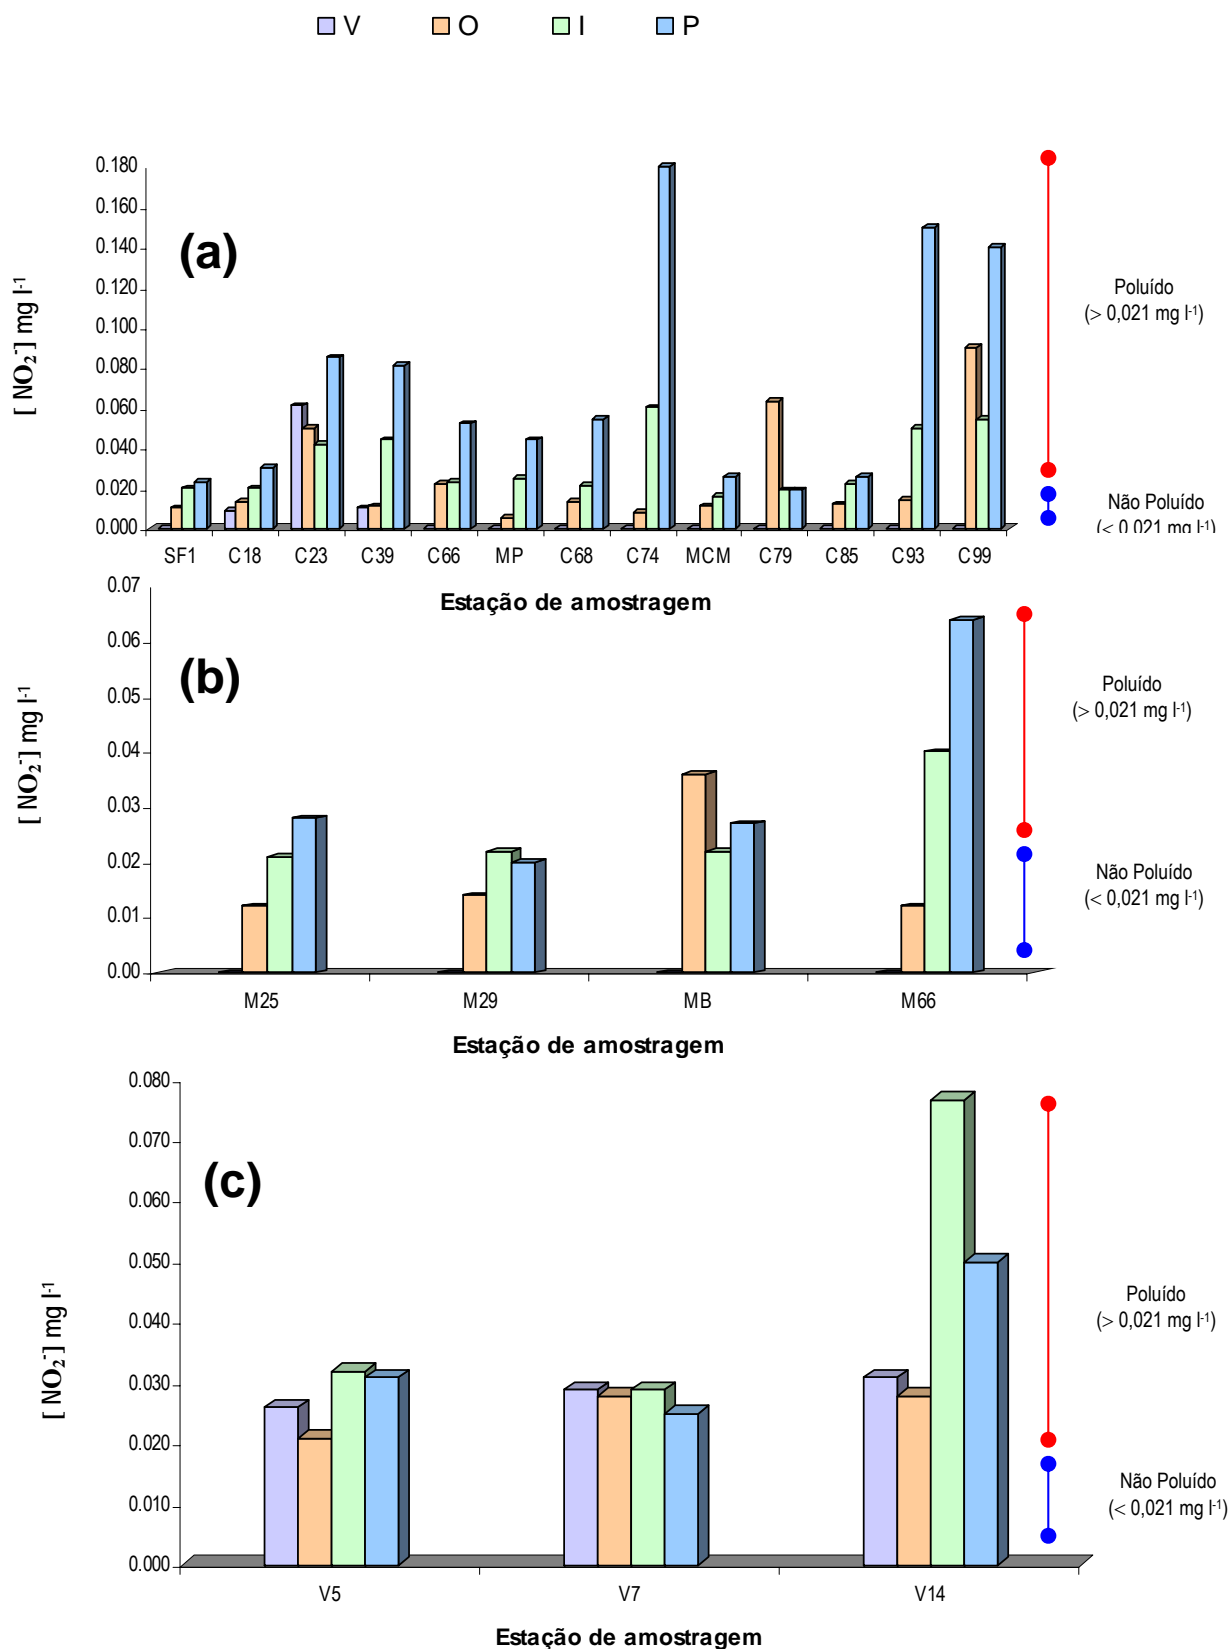 V O I P
0.180
0.160
0.140
0.120
0.100
0.080
0.060
0.040
0.020
0.000
(a)
[ NO₂⁻] mg l⁻¹
Poluído
(> 0,021 mg l⁻¹)
Não Poluído
(< 0,021 mg l⁻¹)
SF1 C18 C23 C39 C66 MP C68 C74 MCM C79 C85 C93 C99
Estação de amostragem
0.07
0.06
0.05
0.04
0.03
0.02
0.01
0.00
(b)
[ NO₂⁻] mg l⁻¹
Poluído
(> 0,021 mg l⁻¹)
Não Poluído
(< 0,021 mg l⁻¹)
M25 M29 MB M66
Estação de amostragem
0.080
0.070
0.060
0.050
0.040
0.030
0.020
0.010
0.000
(c)
[ NO₂⁻] mg l⁻¹
Poluído
(> 0,021 mg l⁻¹)
Não Poluído
(< 0,021 mg l⁻¹)
V5 V7 V14
Estação de amostragem